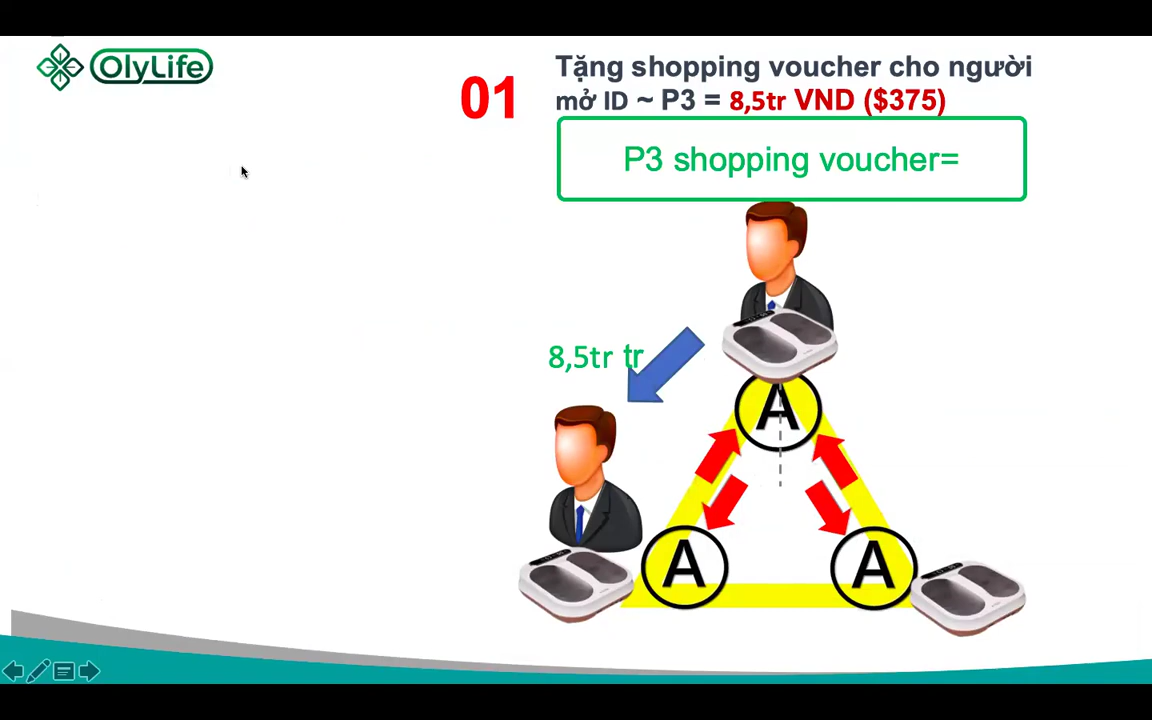 OlyLife
01
Tặng shopping voucher cho người
mở ID ~ P3 = 8,5tr VND ($375)
P3 shopping voucher=
8,5tr tr
A
A
A